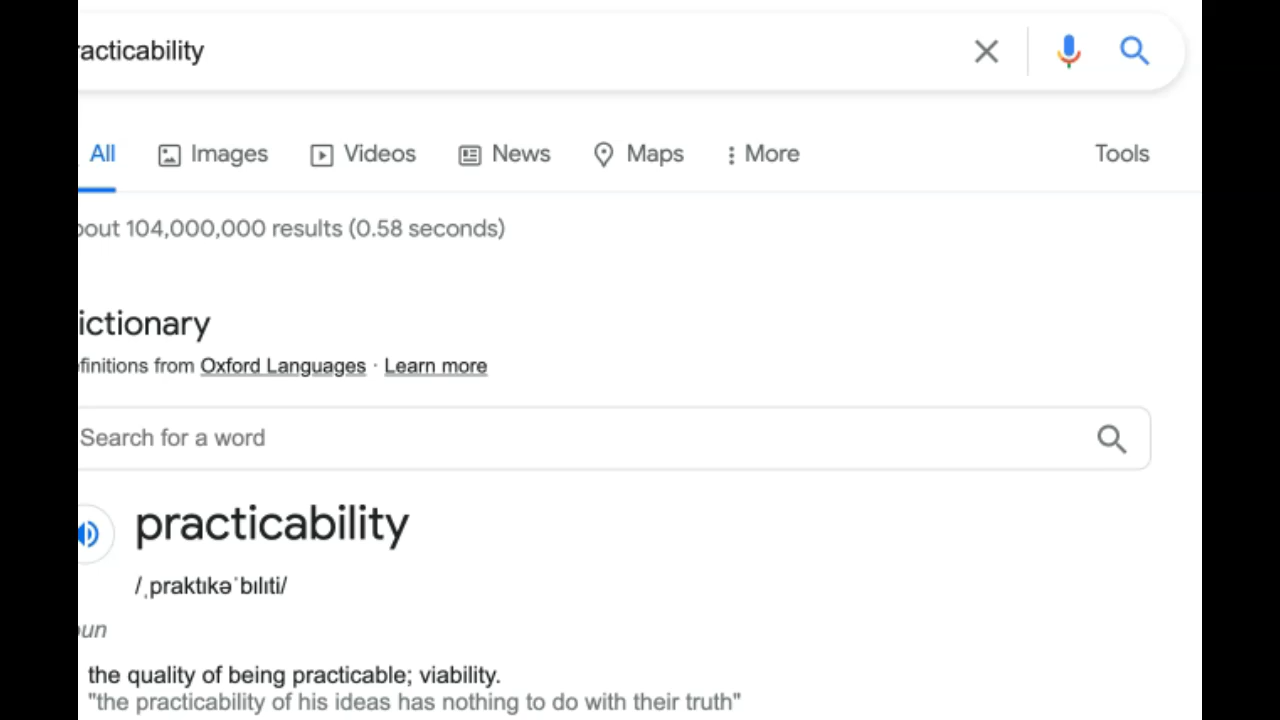 racticability
All Images Videos News Maps More Tools
out 104,000,000 results (0.58 seconds)
ictionary
finitions from Oxford Languages · Learn more
Search for a word
practicability
/ˌpraktɪkəˈbɪlɪti/
un
the quality of being practicable; viability.
"the practicability of his ideas has nothing to do with their truth"